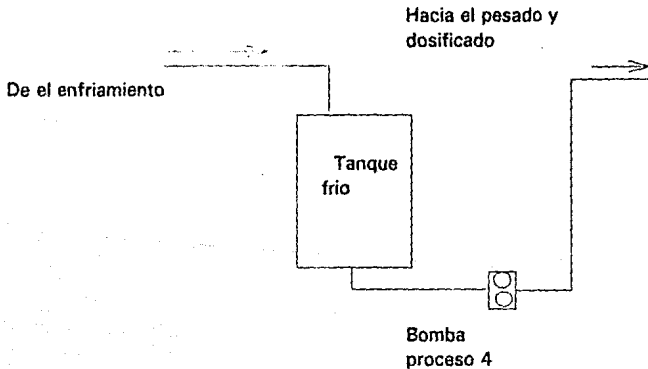 Hacia el pesado y
dosificado
De el enfriamiento
Tanque
frio
Bomba
proceso 4